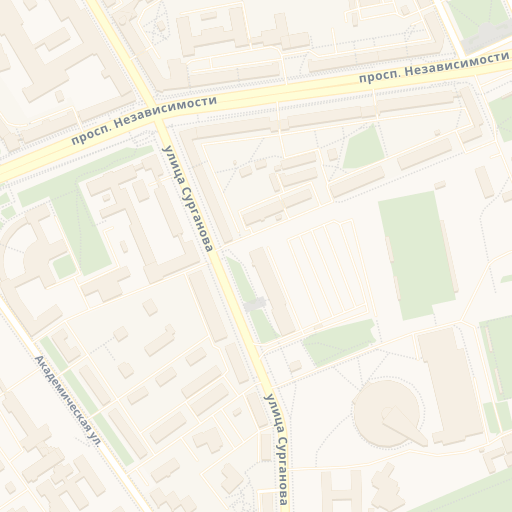 просп. Независимости
просп. Независимости
улица Сурганова
Академическая ул.
улица Сурганова